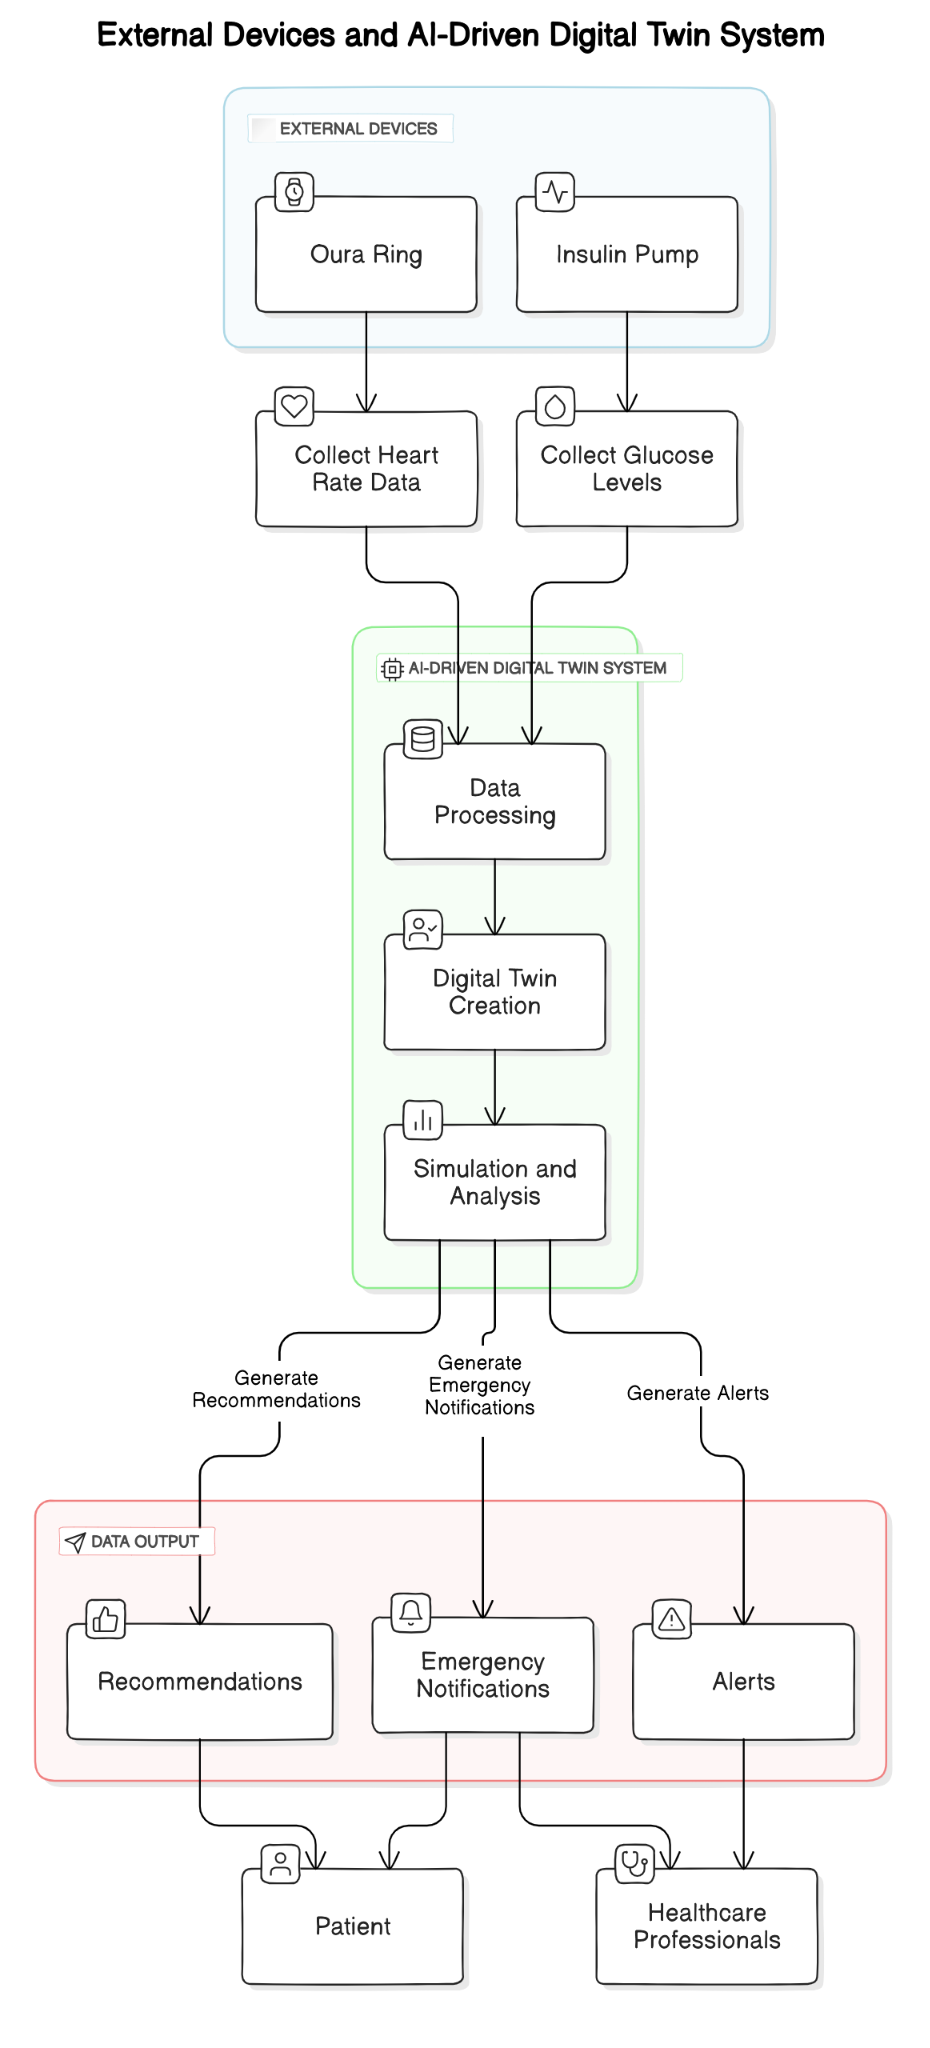 External Devices and AI-Driven Digital Twin System
EXTERNAL DEVICES
Oura Ring
Insulin Pump
Collect Heart
Rate Data
Collect Glucose
Levels
AI-DRIVEN DIGITAL TWIN SYSTEM
Data
Processing
Digital Twin
Creation
Simulation and
Analysis
Generate
Recommendations
Generate
Emergency
Notifications
Generate Alerts
DATA OUTPUT
Recommendations
Emergency
Notifications
Alerts
Patient
Healthcare
Professionals